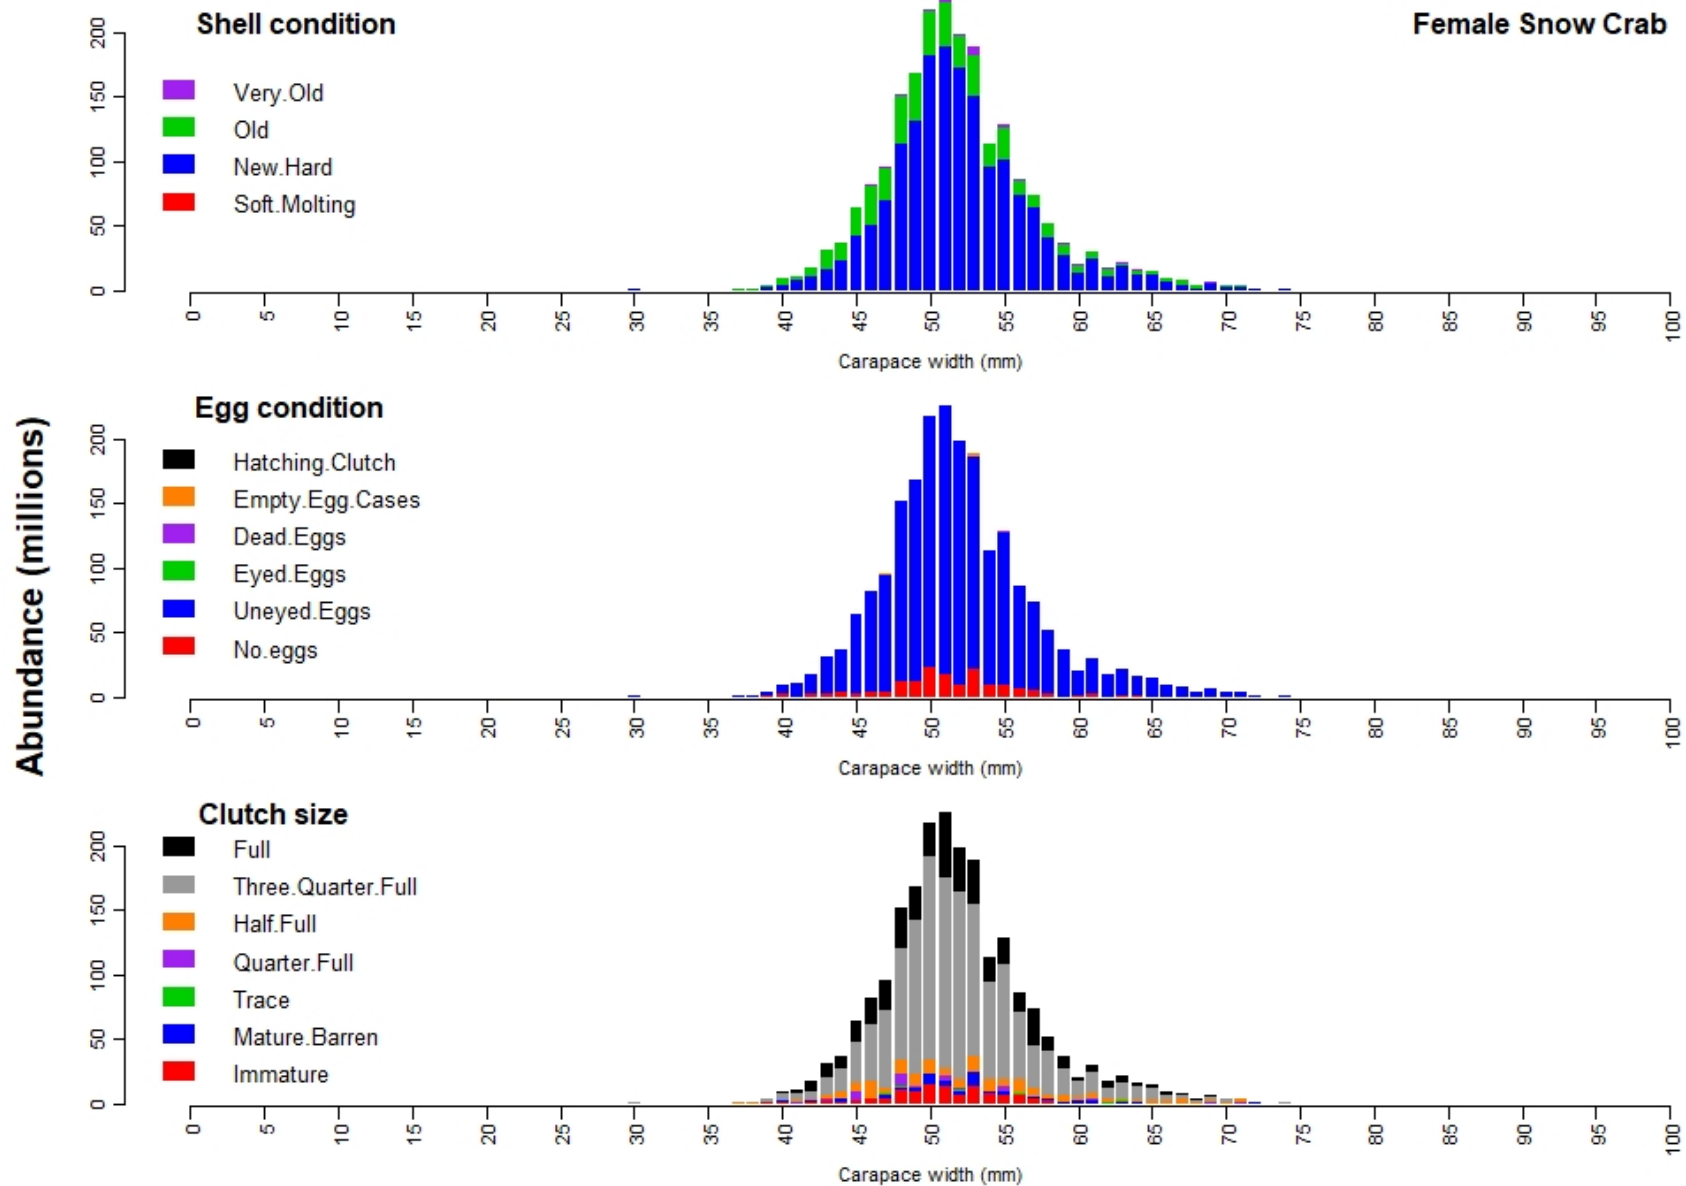 Shell condition
Female Snow Crab
Very.Old
Old
New.Hard
Soft.Molting
200
150
100
50
0
0 5 10 15 20 25 30 35 40 45 50 55 60 65 70 75 80 85 90 95 100
Carapace width (mm)
Abundance (millions)
Egg condition
Hatching.Clutch
Empty.Egg.Cases
Dead.Eggs
Eyed.Eggs
Uneyed.Eggs
No.eggs
200
150
100
50
0
0 5 10 15 20 25 30 35 40 45 50 55 60 65 70 75 80 85 90 95 100
Carapace width (mm)
Clutch size
Full
Three.Quarter.Full
Half.Full
Quarter.Full
Trace
Mature.Barren
Immature
200
150
100
50
0
0 5 10 15 20 25 30 35 40 45 50 55 60 65 70 75 80 85 90 95 100
Carapace width (mm)